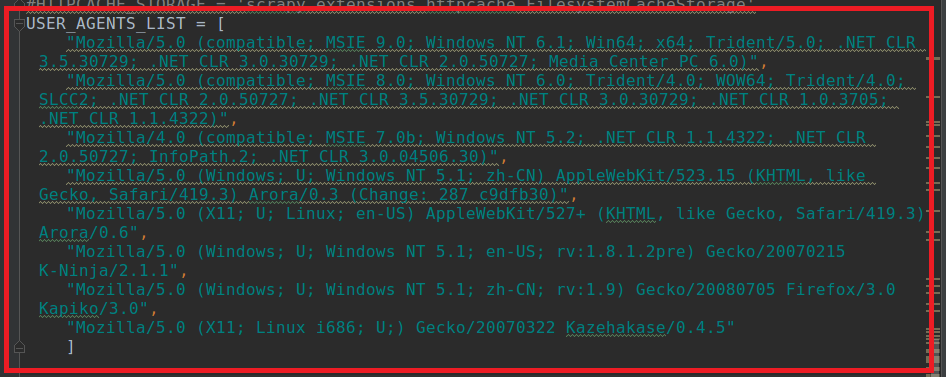 #HTTPCACHE_STORAGE = 'scrapy.extensions.httpcache.FilesystemCacheStorage'
USER_AGENTS_LIST = [
"Mozilla/5.0 (compatible; MSIE 9.0; Windows NT 6.1; Win64; x64; Trident/5.0; .NET CLR
3.5.30729; .NET CLR 3.0.30729; .NET CLR 2.0.50727; Media Center PC 6.0)",
"Mozilla/5.0 (compatible; MSIE 8.0; Windows NT 6.0; Trident/4.0; WOW64; Trident/4.0;
SLCC2; .NET CLR 2.0.50727; .NET CLR 3.5.30729; .NET CLR 3.0.30729; .NET CLR 1.0.3705;
.NET CLR 1.1.4322)",
"Mozilla/4.0 (compatible; MSIE 7.0b; Windows NT 5.2; .NET CLR 1.1.4322; .NET CLR
2.0.50727; InfoPath.2; .NET CLR 3.0.04506.30)",
"Mozilla/5.0 (Windows; U; Windows NT 5.1; zh-CN) AppleWebKit/523.15 (KHTML, like
Gecko, Safari/419.3) Arora/0.3 (Change: 287 c9dfb30)",
"Mozilla/5.0 (X11; U; Linux; en-US) AppleWebKit/527+ (KHTML, like Gecko, Safari/419.3)
Arora/0.6",
"Mozilla/5.0 (Windows; U; Windows NT 5.1; en-US; rv:1.8.1.2pre) Gecko/20070215
K-Ninja/2.1.1",
"Mozilla/5.0 (Windows; U; Windows NT 5.1; zh-CN; rv:1.9) Gecko/20080705 Firefox/3.0
Kapiko/3.0",
"Mozilla/5.0 (X11; Linux i686; U;) Gecko/20070322 Kazehakase/0.4.5"
]